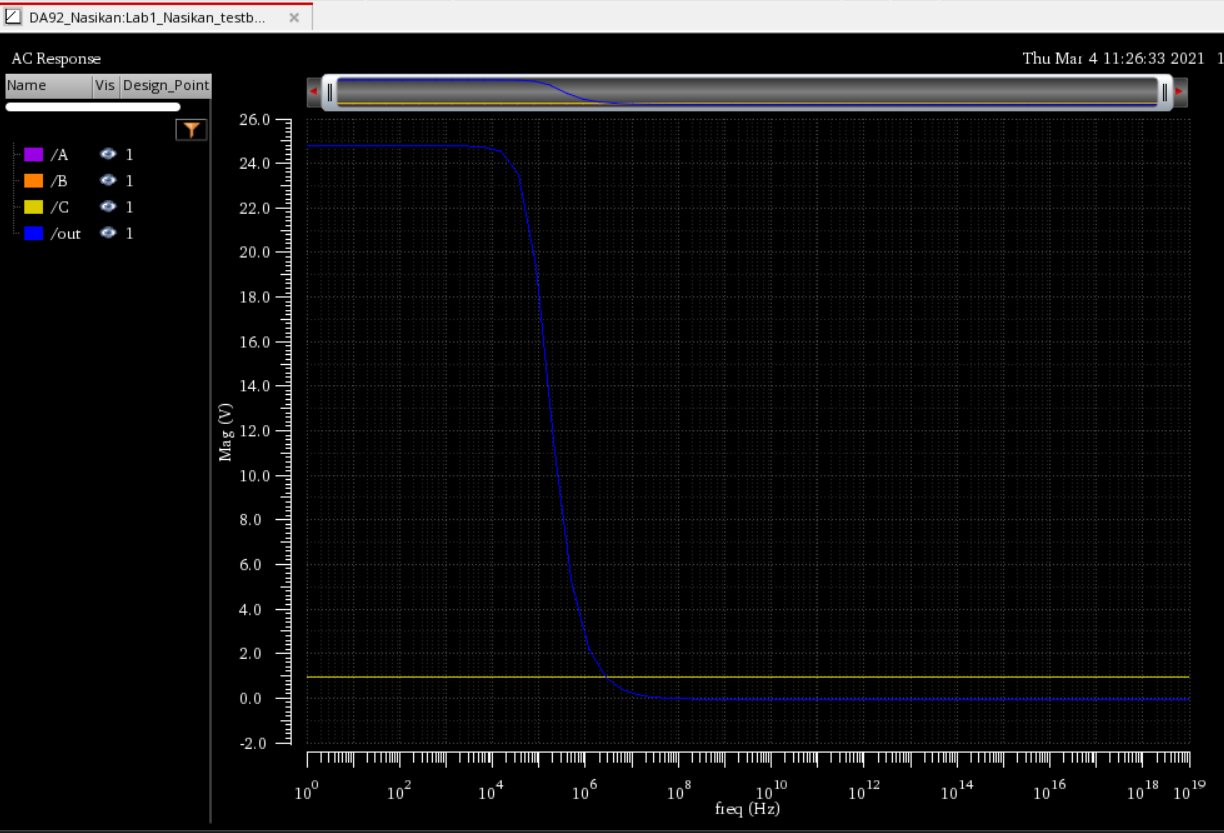 DA92_Nasikan:Lab1_Nasikan_testb...
AC Response
Thu Mar 4 11:26:33 2021 1
Name Vis Design_Point
/A 1
/B 1
/C 1
/out 1
26.0
24.0
22.0
20.0
18.0
16.0
14.0
12.0
10.0
8.0
6.0
4.0
2.0
0.0
-2.0
Mag (V)
10^0 10^2 10^4 10^6 10^8 10^10 10^12 10^14 10^16 10^18 10^19
freq (Hz)